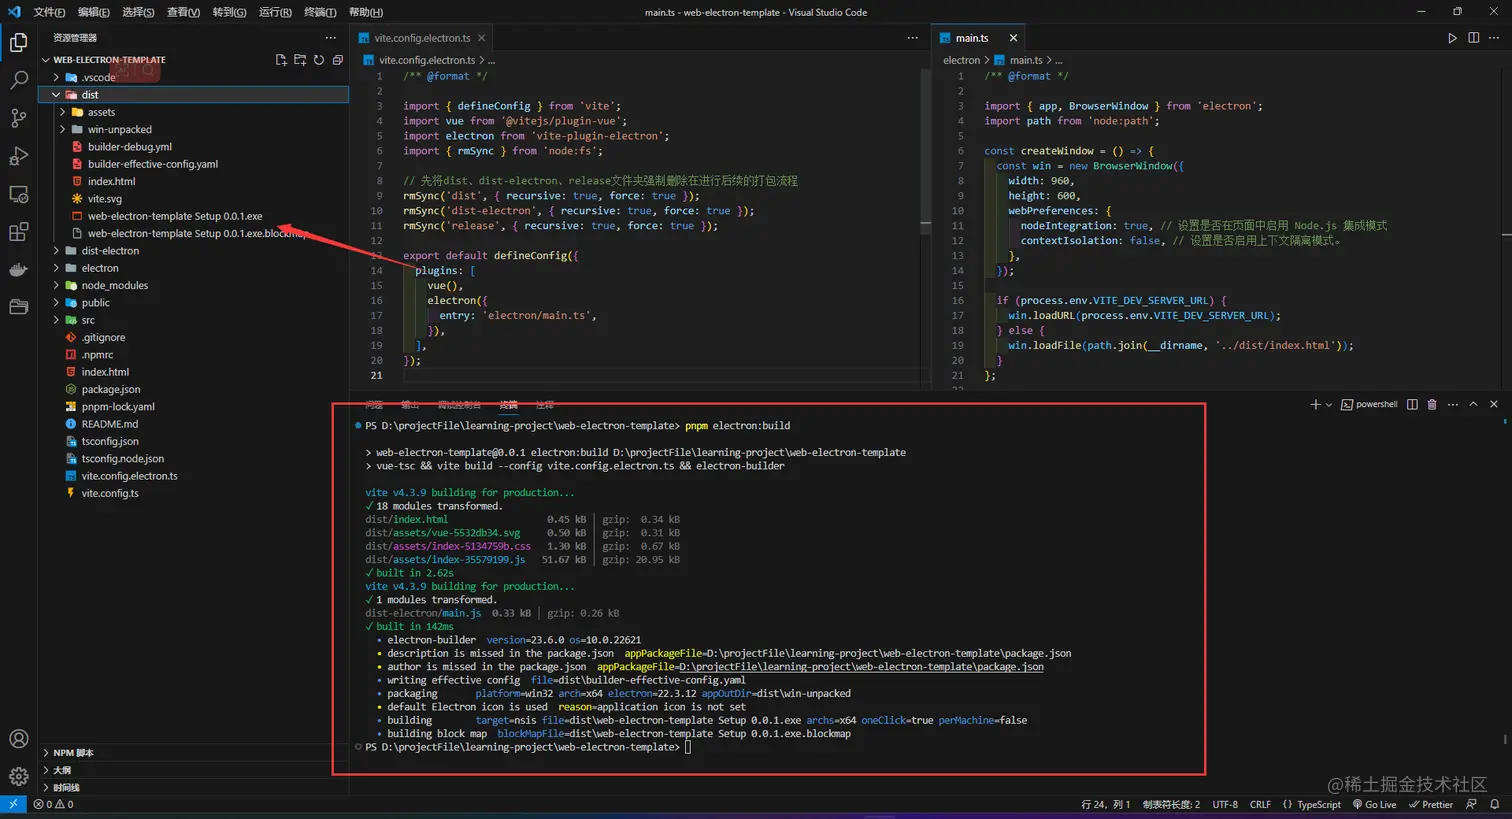 文件(F) 编辑(E) 选择(S) 查看(V) 转到(G) 运行(R) 终端(T) 帮助(H)
main.ts - web-electron-template - Visual Studio Code
资源管理器
WEB-ELECTRON-TEMPLATE
.vscode
dist
assets
win-unpacked
builder-debug.yml
builder-effective-config.yaml
index.html
vite.svg
web-electron-template Setup 0.0.1.exe
web-electron-template Setup 0.0.1.exe.blockmap
dist-electron
electron
node_modules
public
src
.gitignore
.npmrc
index.html
package.json
pnpm-lock.yaml
README.md
tsconfig.json
tsconfig.node.json
vite.config.electron.ts
vite.config.ts
NPM 脚本
大纲
时间线
vite.config.electron.ts
vite.config.electron.ts > ...
1 /** @format */
2
3 import { defineConfig } from 'vite';
4 import vue from '@vitejs/plugin-vue';
5 import electron from 'vite-plugin-electron';
6 import { rmSync } from 'node:fs';
7
8 // 先将dist、dist-electron、release文件夹强制删除在进行后续的打包流程
9 rmSync('dist', { recursive: true, force: true });
10 rmSync('dist-electron', { recursive: true, force: true });
11 rmSync('release', { recursive: true, force: true });
12
13 export default defineConfig({
14 plugins: [
15 vue(),
16 electron({
17 entry: 'electron/main.ts',
18 }),
19 ],
20 });
21
main.ts
electron > main.ts > ...
1 /** @format */
2
3 import { app, BrowserWindow } from 'electron';
4 import path from 'node:path';
5
6 const createWindow = () => {
7 const win = new BrowserWindow({
8 width: 960,
9 height: 600,
10 webPreferences: {
11 nodeIntegration: true, // 设置是否在页面中启用 Node.js 集成模式
12 contextIsolation: false, // 设置是否启用上下文隔离模式。
13 },
14 });
15
16 if (process.env.VITE_DEV_SERVER_URL) {
17 win.loadURL(process.env.VITE_DEV_SERVER_URL);
18 } else {
19 win.loadFile(path.join(__dirname, '../dist/index.html'));
20 }
21 };
22
问题 输出 调试控制台 终端 注释
powershell
PS D:\projectFile\learning-project\web-electron-template> pnpm electron:build
> web-electron-template@0.0.1 electron:build D:\projectFile\learning-project\web-electron-template
> vue-tsc && vite build --config vite.config.electron.ts && electron-builder
vite v4.3.9 building for production...
✓ 18 modules transformed.
dist/index.html 0.45 kB │ gzip: 0.34 kB
dist/assets/vue-5532db34.svg 0.50 kB │ gzip: 0.31 kB
dist/assets/index-5134759b.css 1.30 kB │ gzip: 0.67 kB
dist/assets/index-35579199.js 51.67 kB │ gzip: 20.95 kB
✓ built in 2.62s
vite v4.3.9 building for production...
✓ 1 modules transformed.
dist-electron/main.js 0.33 kB │ gzip: 0.26 kB
✓ built in 142ms
• electron-builder version=23.6.0 os=10.0.22621
• description is missed in the package.json appPackageFile=D:\projectFile\learning-project\web-electron-template\package.json
• author is missed in the package.json appPackageFile=D:\projectFile\learning-project\web-electron-template\package.json
• writing effective config file=dist\builder-effective-config.yaml
• packaging platform=win32 arch=x64 electron=22.3.12 appOutDir=dist\win-unpacked
• default Electron icon is used reason=application icon is not set
• building target=nsis file=dist\web-electron-template Setup 0.0.1.exe archs=x64 oneClick=true perMachine=false
• building block map blockMapFile=dist\web-electron-template Setup 0.0.1.exe.blockmap
PS D:\projectFile\learning-project\web-electron-template>
@稀土掘金技术社区
0 0
行 24，列 1 制表符长度: 2 UTF-8 CRLF {} TypeScript Go Live Prettier